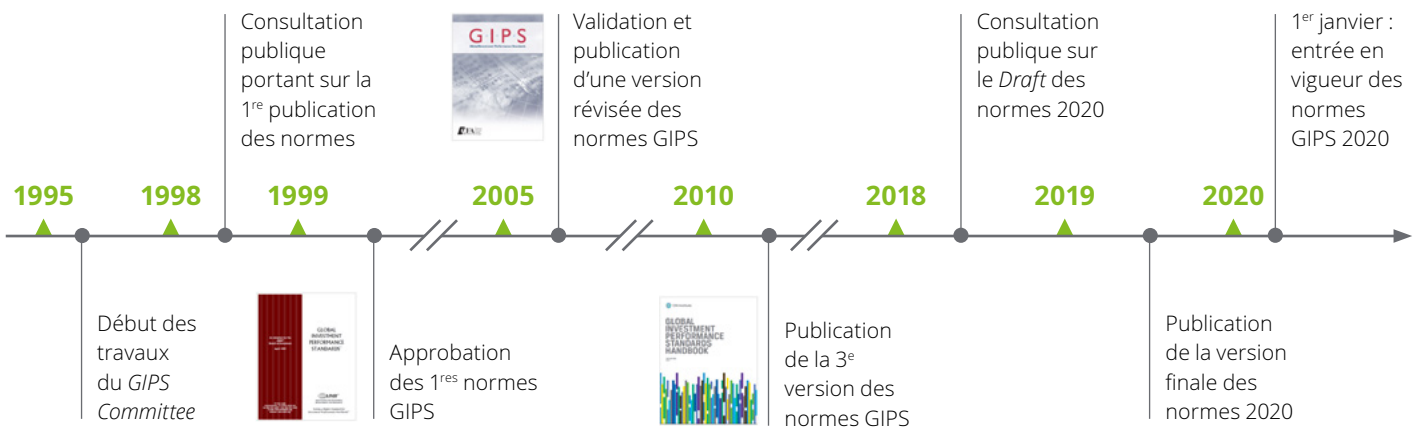 Consultation
publique
portant sur la
1re publication
des normes
G·I·P·S
Validation et
publication
d'une version
révisée des
normes GIPS
Consultation
publique sur
le Draft des
normes 2020
1er janvier :
entrée en
vigueur des
normes
GIPS 2020
1995
1998
1999
2005
2010
2018
2019
2020
Début des
travaux
du GIPS
Committee
GLOBAL
INVESTMENT
PERFORMANCE
STANDARDS
Approbation
des 1res normes
GIPS
GLOBAL
INVESTMENT
PERFORMANCE
STANDARDS
HANDBOOK
Publication
de la 3e
version des
normes GIPS
Publication
de la version
finale des
normes 2020